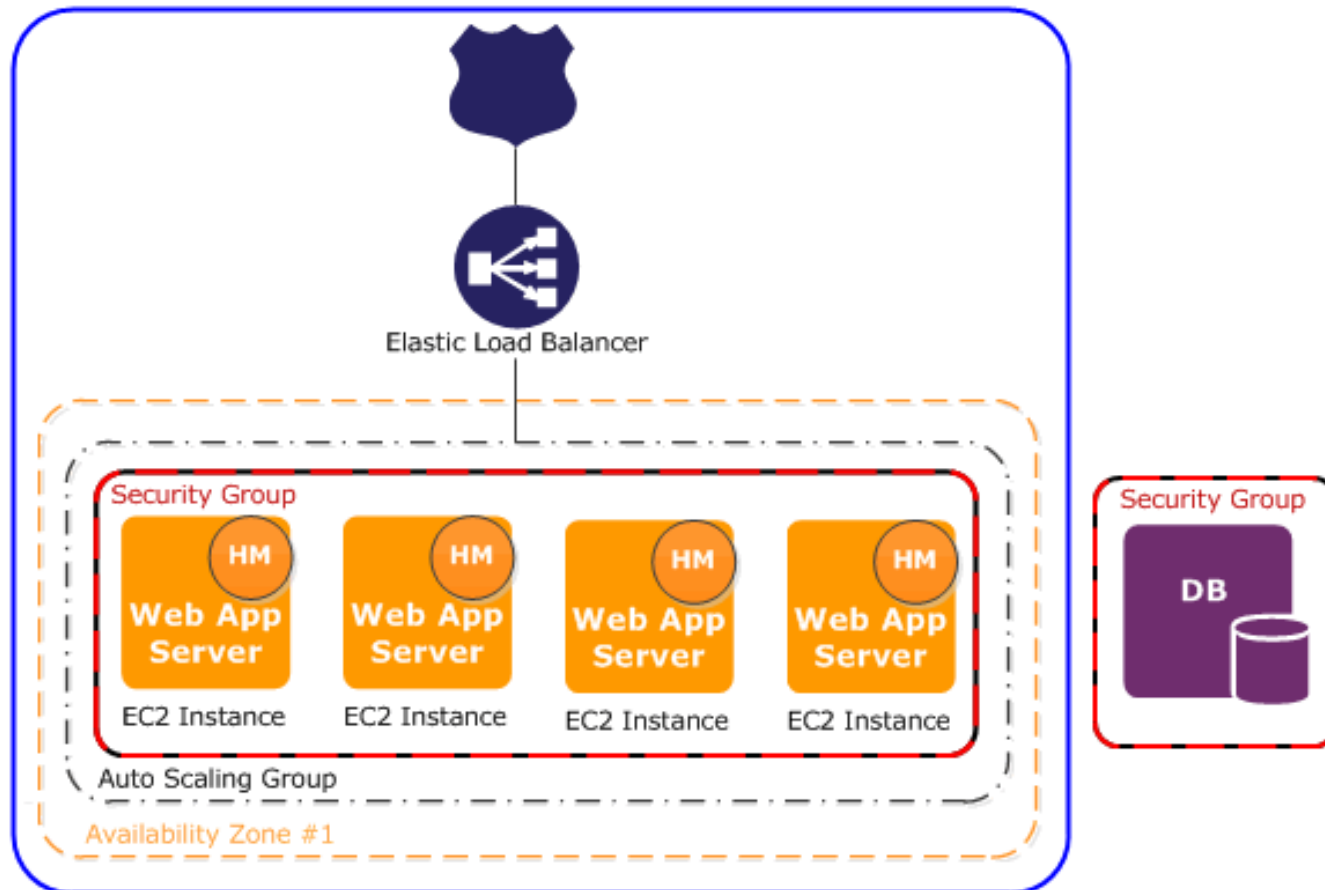 Elastic Load Balancer
Security Group
HM
Web App
Server
EC2 Instance
HM
Web App
Server
EC2 Instance
HM
Web App
Server
EC2 Instance
HM
Web App
Server
EC2 Instance
Auto Scaling Group
Availability Zone #1
Security Group
DB